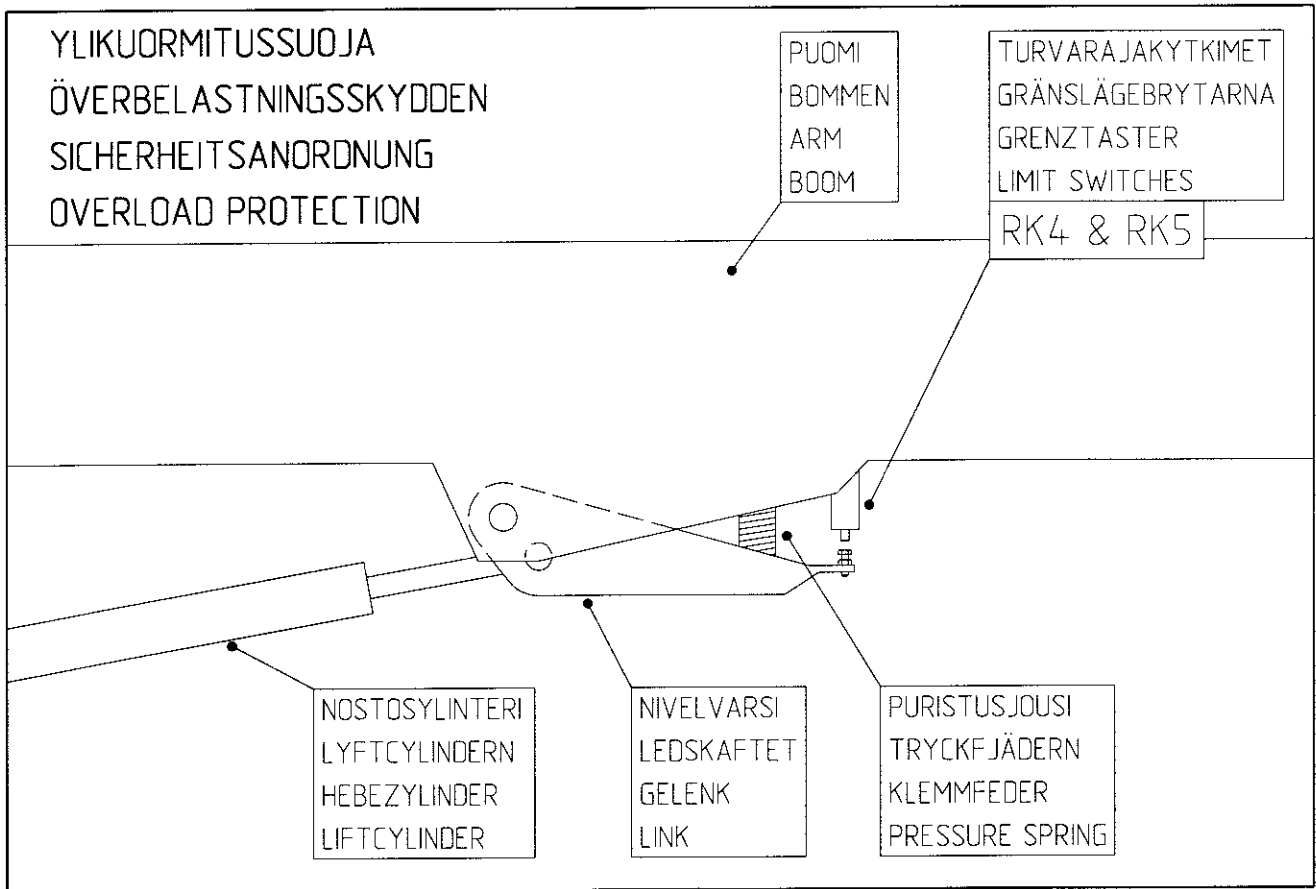 YLIKUORMITUSSUOJA
ÖVERBELASTNINGSSKYDDEN
SICHERHEITSANORDNUNG
OVERLOAD PROTECTION
PUOMI
BOMMEN
ARM
BOOM
TURVARAJAKYTKIMET
GRÄNSLÄGEBRYTARNA
GRENZTASTER
LIMIT SWITCHES
RK4 & RK5
NOSTOSYLINTERI
LYFTCYLINDERN
HEBEZYLINDER
LIFTCYLINDER
NIVELVARSI
LEDSKAFTET
GELENK
LINK
PURISTUSJOUSI
TRYCKFJÄDERN
KLEMMFEDER
PRESSURE SPRING